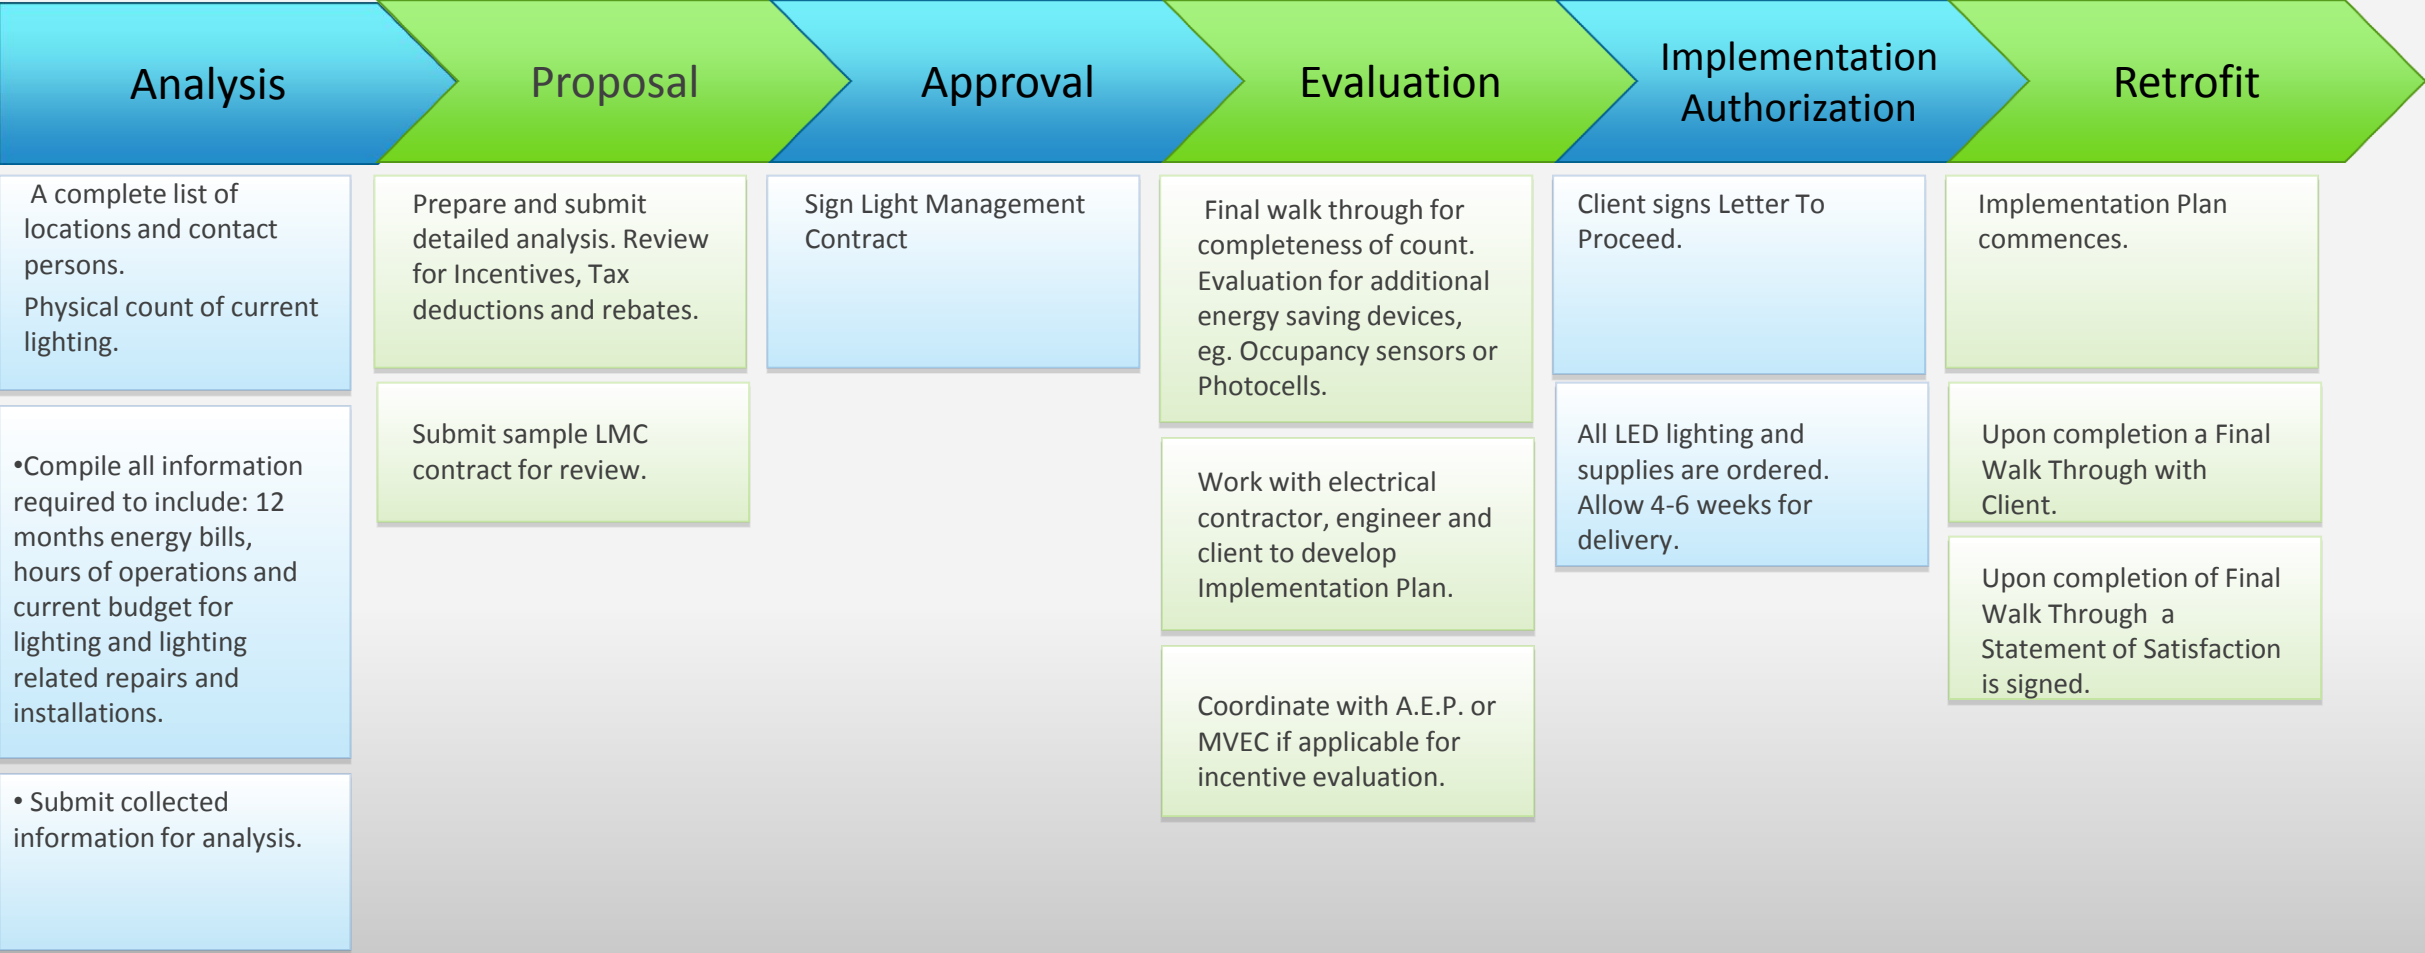 Analysis
Proposal
Approval
Evaluation
Implementation
Authorization
Retrofit
A complete list of
locations and contact
persons.
Physical count of current
lighting.
•Compile all information
required to include: 12
months energy bills,
hours of operations and
current budget for
lighting and lighting
related repairs and
installations.
• Submit collected
information for analysis.
Prepare and submit
detailed analysis. Review
for Incentives, Tax
deductions and rebates.
Submit sample LMC
contract for review.
Sign Light Management
Contract
Final walk through for
completeness of count.
Evaluation for additional
energy saving devices,
eg. Occupancy sensors or
Photocells.
Work with electrical
contractor, engineer and
client to develop
Implementation Plan.
Coordinate with A.E.P. or
MVEC if applicable for
incentive evaluation.
Client signs Letter To
Proceed.
All LED lighting and
supplies are ordered.
Allow 4-6 weeks for
delivery.
Implementation Plan
commences.
Upon completion a Final
Walk Through with
Client.
Upon completion of Final
Walk Through a
Statement of Satisfaction
is signed.